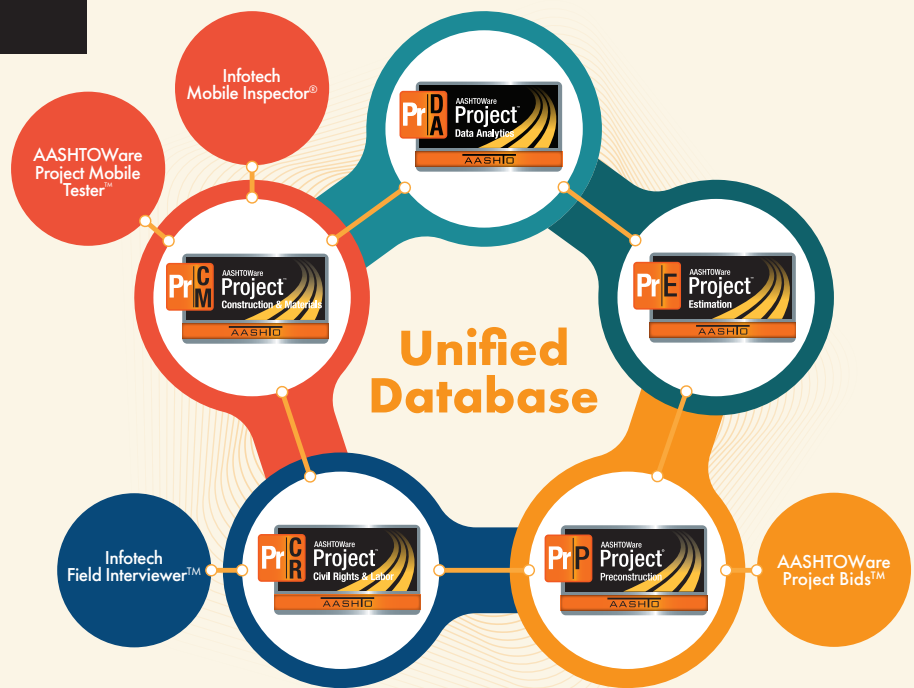 Infotech
Mobile Inspector®
AASHTOWare
Project Mobile
Tester™
Pr DA
AASHTOWare
Project™
Data Analytics
AASHTO
Pr CM
AASHTOWare
Project™
Construction & Materials
AASHTO
Pr E
AASHTOWare
Project™
Estimation
AASHTO
Unified
Database
Infotech
Field Interviewer™
Pr CR
AASHTOWare
Project™
Civil Rights & Labor
AASHTO
Pr P
AASHTOWare
Project™
Preconstruction
AASHTO
AASHTOWare
Project Bids™